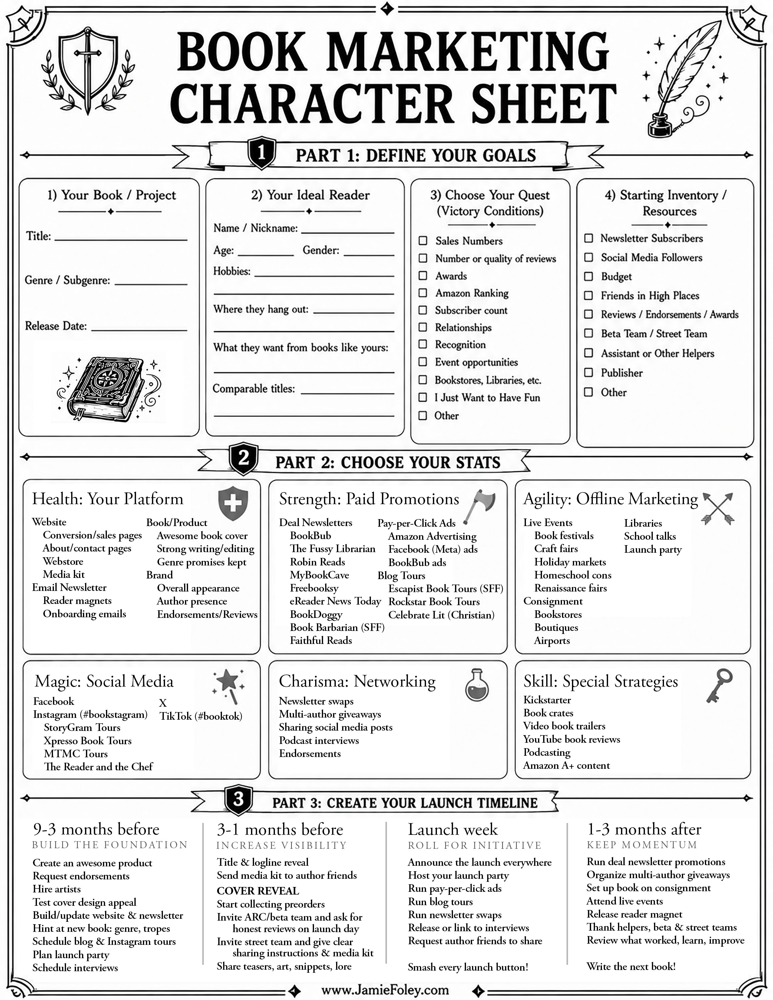 BOOK MARKETING
CHARACTER SHEET
1
PART 1: DEFINE YOUR GOALS
1) Your Book / Project
Title:
Genre / Subgenre:
Release Date:
2) Your Ideal Reader
Name / Nickname:
Age: Gender:
Hobbies:
Where they hang out:
What they want from books like yours:
Comparable titles:
3) Choose Your Quest
(Victory Conditions)
Sales Numbers
Number or quality of reviews
Awards
Amazon Ranking
Subscriber count
Relationships
Recognition
Event opportunities
Bookstores, Libraries, etc.
I Just Want to Have Fun
Other
4) Starting Inventory /
Resources
Newsletter Subscribers
Social Media Followers
Budget
Friends in High Places
Reviews / Endorsements / Awards
Beta Team / Street Team
Assistant or Other Helpers
Publisher
Other
2
PART 2: CHOOSE YOUR STATS
Health: Your Platform
Website
Conversion/sales pages
About/contact pages
Webstore
Media kit
Email Newsletter
Reader magnets
Onboarding emails
Book/Product
Awesome book cover
Strong writing/editing
Genre promises kept
Brand
Overall appearance
Author presence
Endorsements/Reviews
Strength: Paid Promotions
Deal Newsletters
BookBub
The Fussy Librarian
Robin Reads
MyBookCave
Freebooksy
eReader News Today
BookDoggy
Book Barbarian (SFF)
Faithful Reads
Pay-per-Click Ads
Amazon Advertising
Facebook (Meta) ads
BookBub ads
Blog Tours
Escapist Book Tours (SFF)
Rockstar Book Tours
Celebrate Lit (Christian)
Agility: Offline Marketing
Live Events
Book festivals
Craft fairs
Holiday markets
Homeschool cons
Renaissance fairs
Consignment
Bookstores
Boutiques
Airports
Libraries
School talks
Launch party
Magic: Social Media
Facebook
Instagram (#bookstagram)
StoryGram Tours
Xpresso Book Tours
MTMC Tours
The Reader and the Chef
X
TikTok (#booktok)
Charisma: Networking
Newsletter swaps
Multi-author giveaways
Sharing social media posts
Podcast interviews
Endorsements
Skill: Special Strategies
Kickstarter
Book crates
Video book trailers
YouTube book reviews
Podcasting
Amazon A+ content
3
PART 3: CREATE YOUR LAUNCH TIMELINE
9-3 months before
BUILD THE FOUNDATION
Create an awesome product
Request endorsements
Hire artists
Test cover design appeal
Build/update website & newsletter
Hint at new book: genre, tropes
Schedule blog & Instagram tours
Plan launch party
Schedule interviews
3-1 months before
INCREASE VISIBILITY
Title & logline reveal
Send media kit to author friends
COVER REVEAL
Start collecting preorders
Invite ARC/beta team and ask for
honest reviews on launch day
Invite street team and give clear
sharing instructions & media kit
Share teasers, art, snippets, lore
Launch week
ROLL FOR INITIATIVE
Announce the launch everywhere
Host your launch party
Run pay-per-click ads
Run blog tours
Run newsletter swaps
Release or link to interviews
Request author friends to share
Smash every launch button!
1-3 months after
KEEP MOMENTUM
Run deal newsletter promotions
Organize multi-author giveaways
Set up book on consignment
Attend live events
Release reader magnet
Thank helpers, beta & street teams
Review what worked, learn, improve
Write the next book!
www.JamieFoley.com